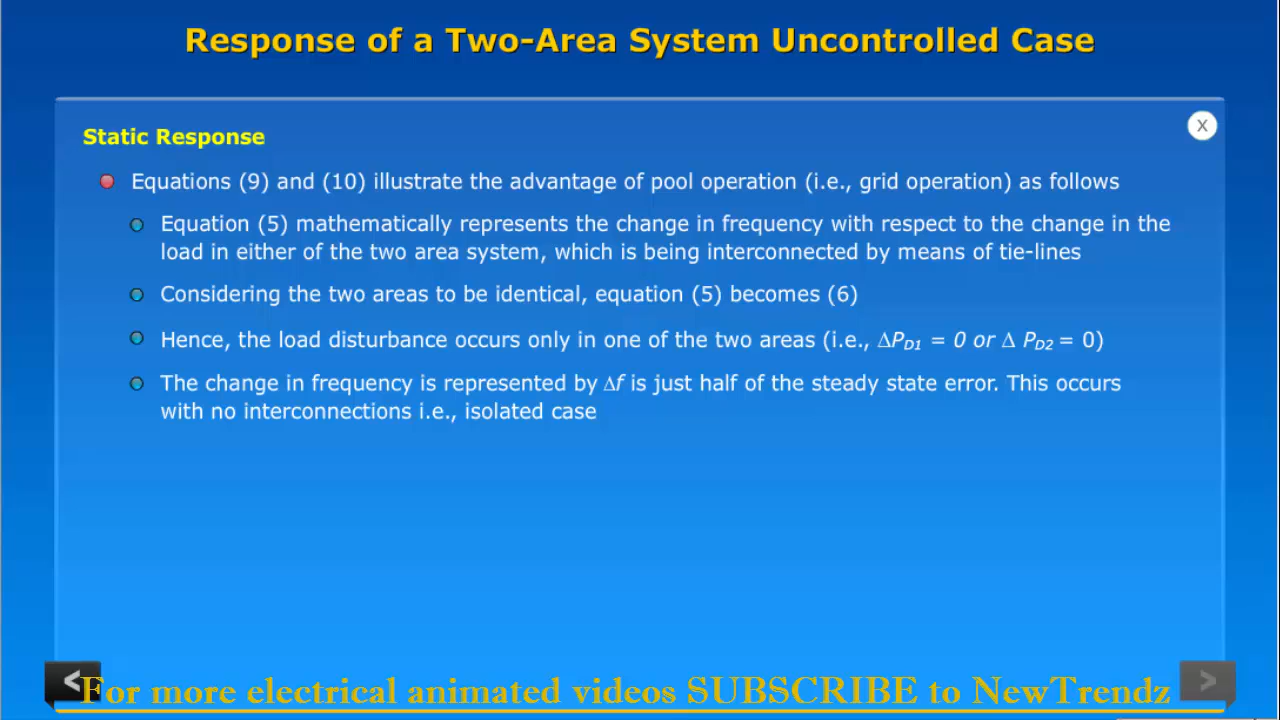 Response of a Two-Area System Uncontrolled Case
X
Static Response
Equations (9) and (10) illustrate the advantage of pool operation (i.e., grid operation) as follows
Equation (5) mathematically represents the change in frequency with respect to the change in the
load in either of the two area system, which is being interconnected by means of tie-lines
Considering the two areas to be identical, equation (5) becomes (6)
Hence, the load disturbance occurs only in one of the two areas (i.e., ΔP_D1 = 0 or Δ P_D2 = 0)
The change in frequency is represented by Δf is just half of the steady state error. This occurs
with no interconnections i.e., isolated case
< For more electrical animated videos SUBSCRIBE to NewTrendz >